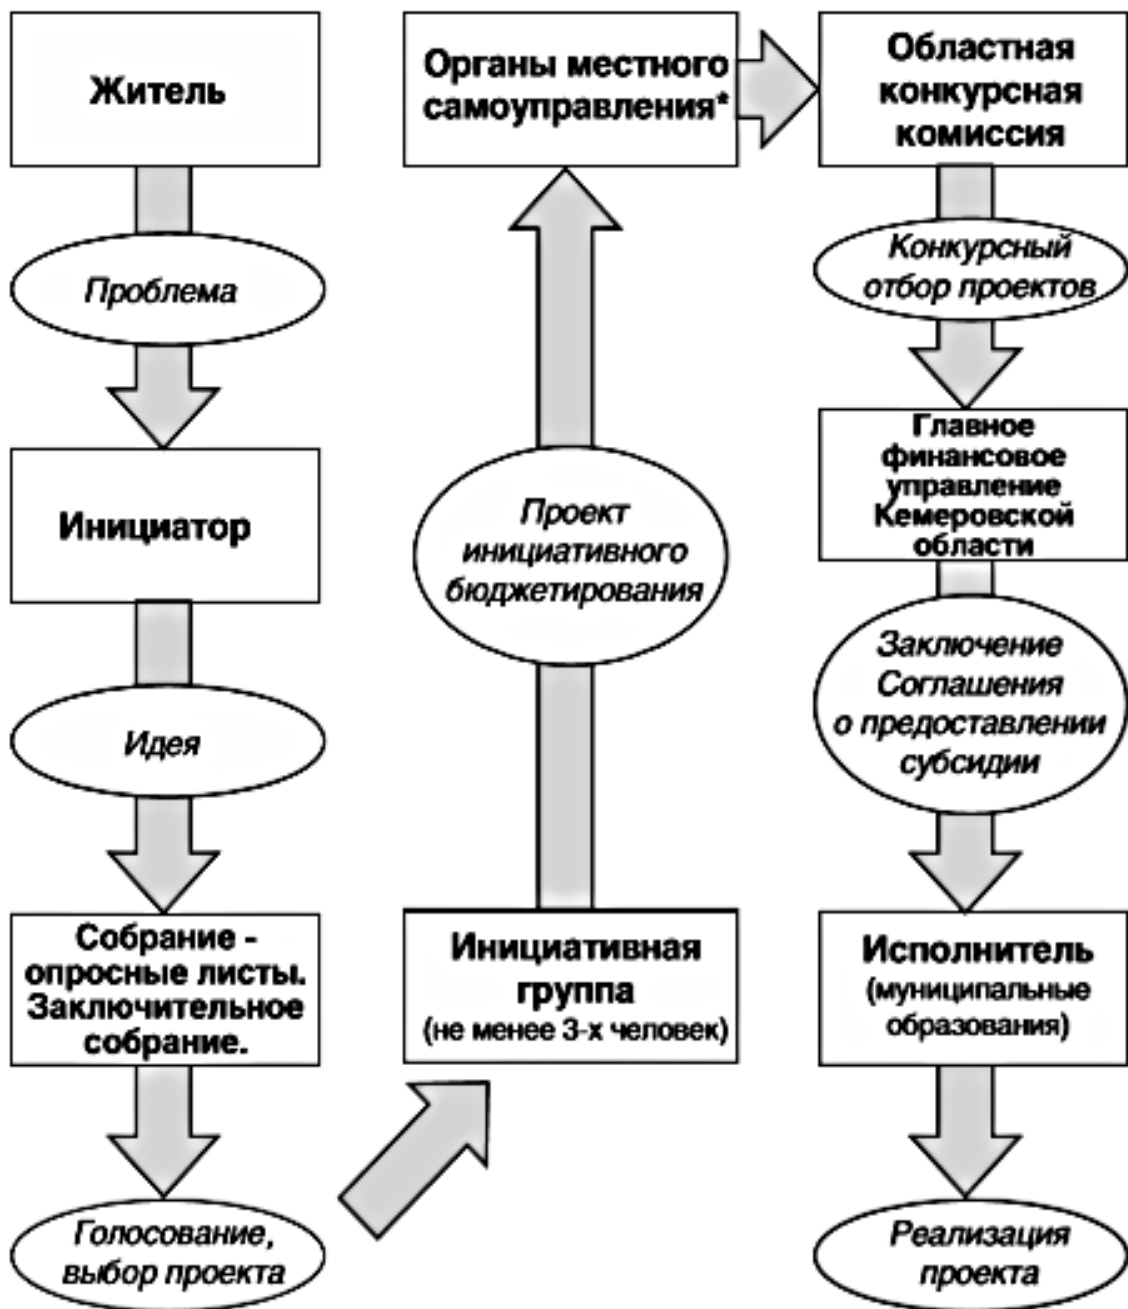 Житель
Проблема
Инициатор
Идея
Собрание -
опросные листы.
Заключительное
собрание.
Голосование,
выбор проекта
Инициативная
группа
(не менее 3-х человек)
Проект
инициативного
бюджетирования
Органы местного
самоуправления*
Областная
конкурсная
комиссия
Конкурсный
отбор проектов
Главное
финансовое
управление
Кемеровской
области
Заключение
Соглашения
о предоставлении
субсидии
Исполнитель
(муниципальные
образования)
Реализация
проекта